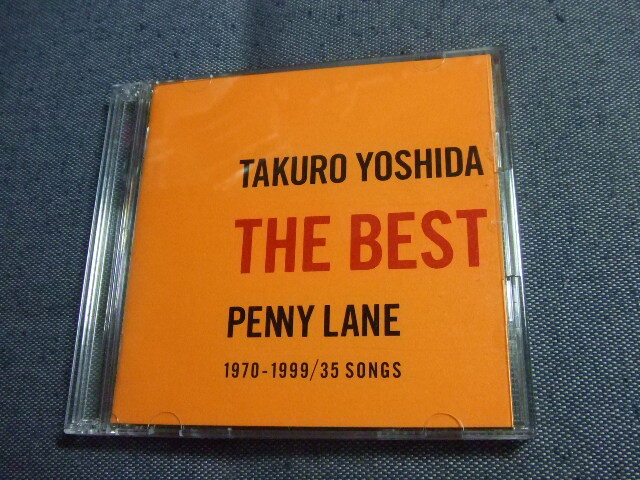 TAKURO YOSHIDA
THE BEST
PENNY LANE
1970-1999/35 SONGS